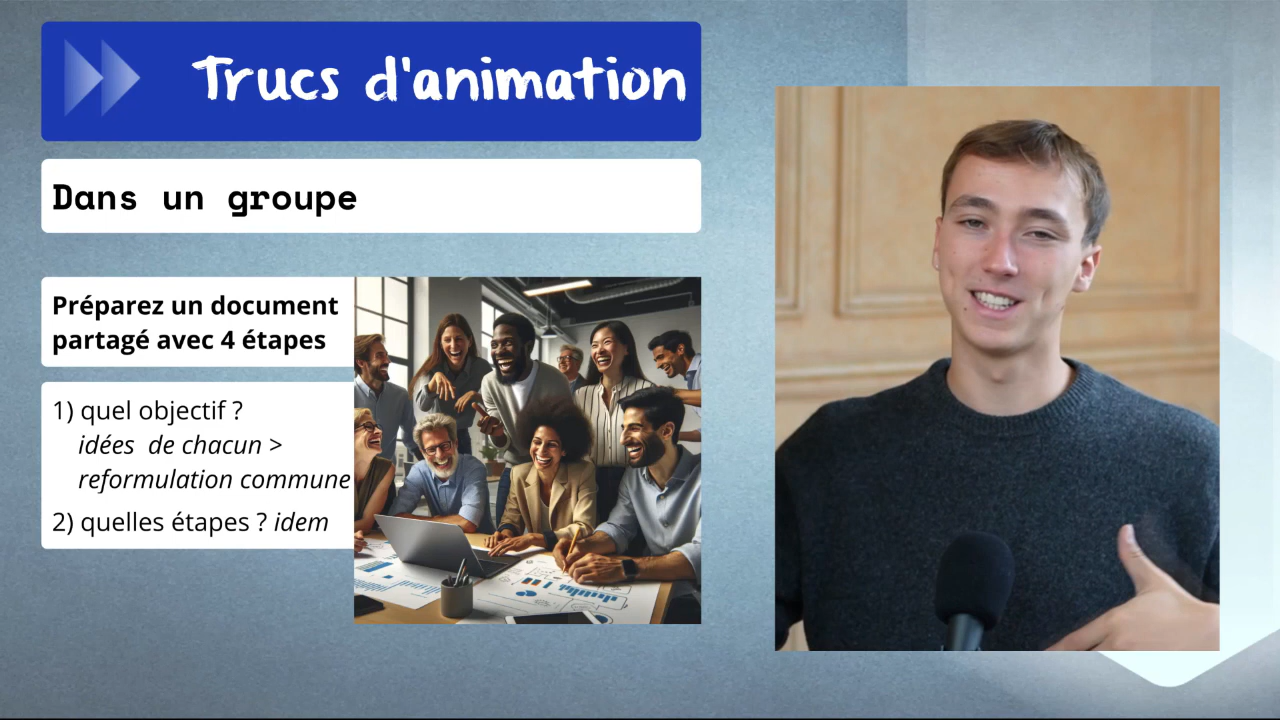 Trucs d'animation
Dans un groupe
Préparez un document
partagé avec 4 étapes
1) quel objectif ?
idées de chacun >
reformulation commune
2) quelles étapes ? idem